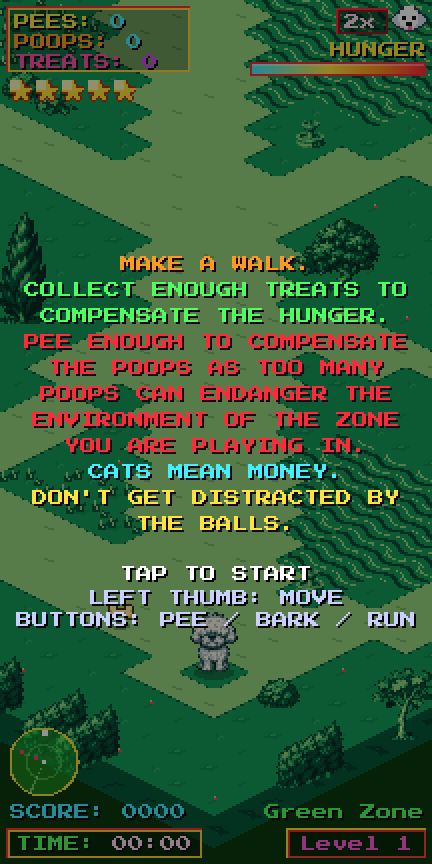 PEES: 0
POOPS: 0
TREATS: 0
2x
HUNGER
MAKE A WALK.
COLLECT ENOUGH TREATS TO
COMPENSATE THE HUNGER.
PEE ENOUGH TO COMPENSATE
THE POOPS AS TOO MANY
POOPS CAN ENDANGER THE
ENVIRONMENT OF THE ZONE
YOU ARE PLAYING IN.
CATS MEAN MONEY.
DON'T GET DISTRACTED BY
THE BALLS.
TAP TO START
LEFT THUMB: MOVE
BUTTONS: PEE / BARK / RUN
SCORE: 0000
Green Zone
TIME: 00:00
Level 1